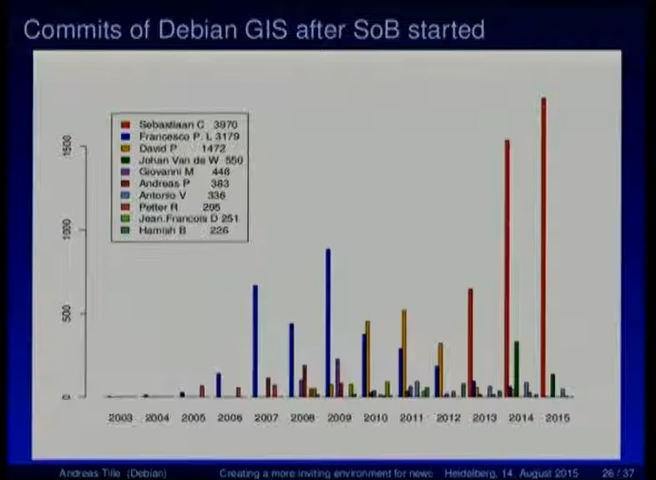 Commits of Debian GIS after SoB started
Sebastiaan C 3970
Francesco P. L 3179
David P 1472
Johan Van de W 550
Giovanni M 448
Andreas P 383
Antonio V 336
Petter R 295
Jean.Francois D 251
Hamish B 226
1500
1000
500
0
2003 2004 2005 2006 2007 2008 2009 2010 2011 2012 2013 2014 2015
Andreas Tille (Debian) Creating a more inviting environment for newc Heidelberg, 14. August 2015 26 / 37